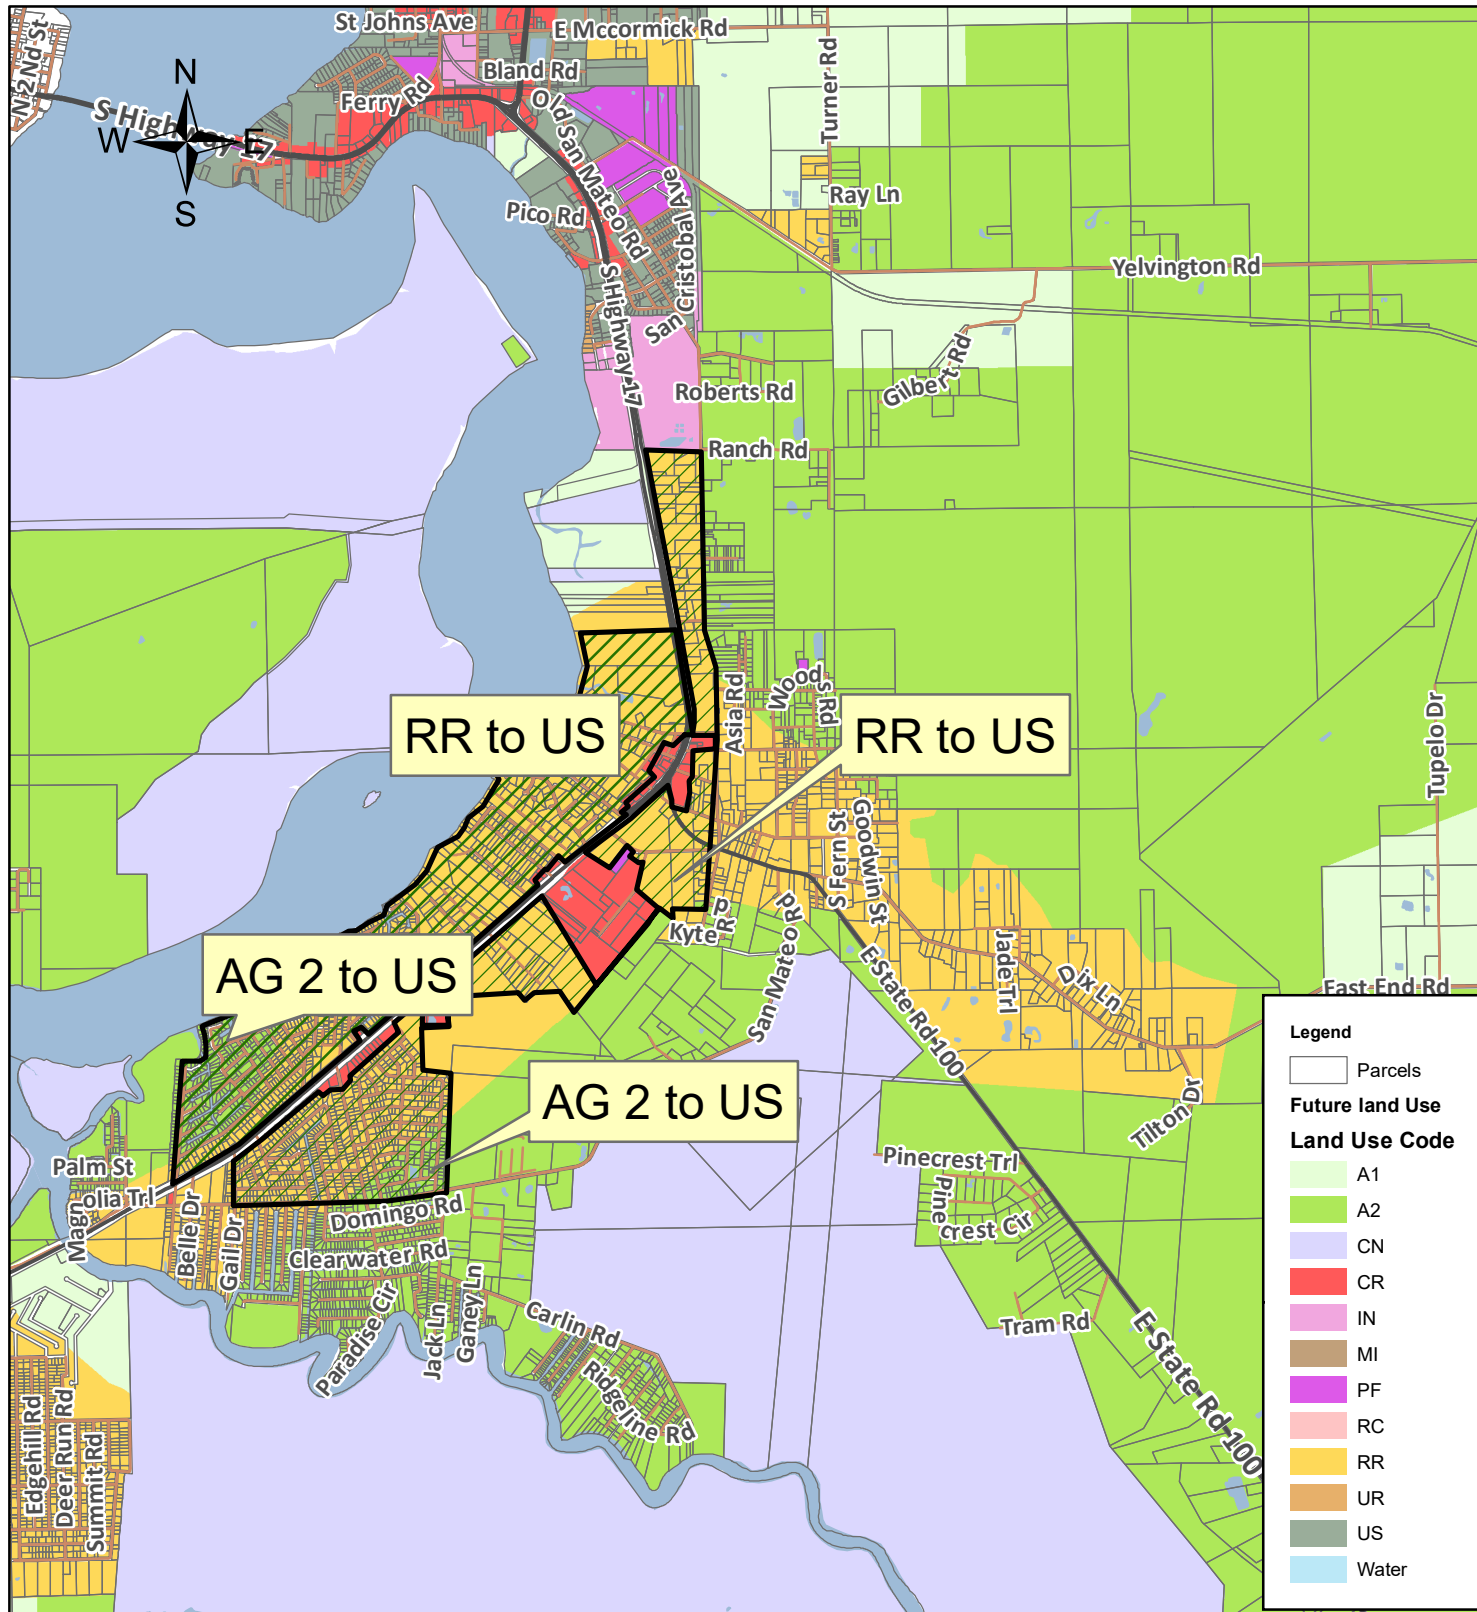 St Johns Ave
E Mccormick Rd
N 2Nd St
N
Bland Rd
Turner Rd
Ferry Rd
S Highway 17
W
E
Old San Mateo Rd
S
Pico Rd
Ray Ln
San Cristobal Ave
Yelvington Rd
S Highway 17
Gilbert Rd
Roberts Rd
Ranch Rd
Asia Rd
Woods Rd
Tupelo Dr
RR to US
RR to US
S Fern St
Goodwin St
Kyte Rd
San Mateo Rd
AG 2 to US
E State Rd 100
Jade Trl
Dix Ln
East End Rd
AG 2 to US
Tilton Dr
Palm St
Magnolia Trl
Belle Dr
Gail Dr
Domingo Rd
Clearwater Rd
Paradise Cir
Jack Ln
Ganey Ln
Carlin Rd
Ridgeline Rd
Pinecrest Trl
Pinecrest Cir
Tram Rd
E State Rd 100
Edgehill Rd
Deer Run Rd
Summit Rd
Legend
Parcels
Future land Use
Land Use Code
A1
A2
CN
CR
IN
MI
PF
RC
RR
UR
US
Water